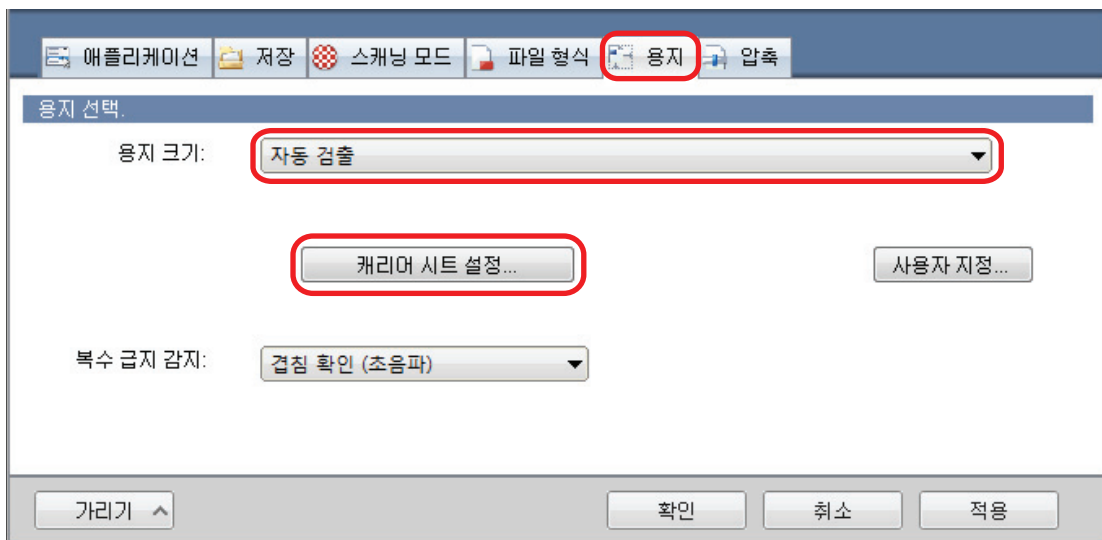 애플리케이션 저장 스캐닝 모드 파일 형식 용지 압축
용지 선택.
용지 크기: 자동 검출
캐리어 시트 설정... 사용자 지정...
복수 급지 감지: 겹침 확인 (초음파)
가리기 확인 취소 적용